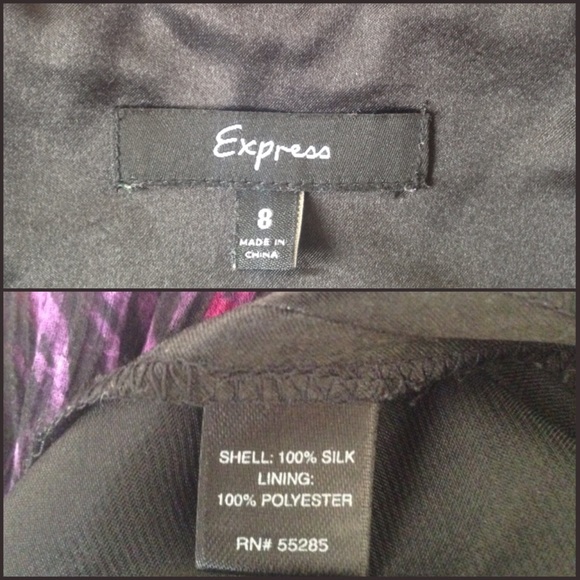 Express
8
MADE IN
CHINA
SHELL: 100% SILK
LINING:
100% POLYESTER
RN# 55285